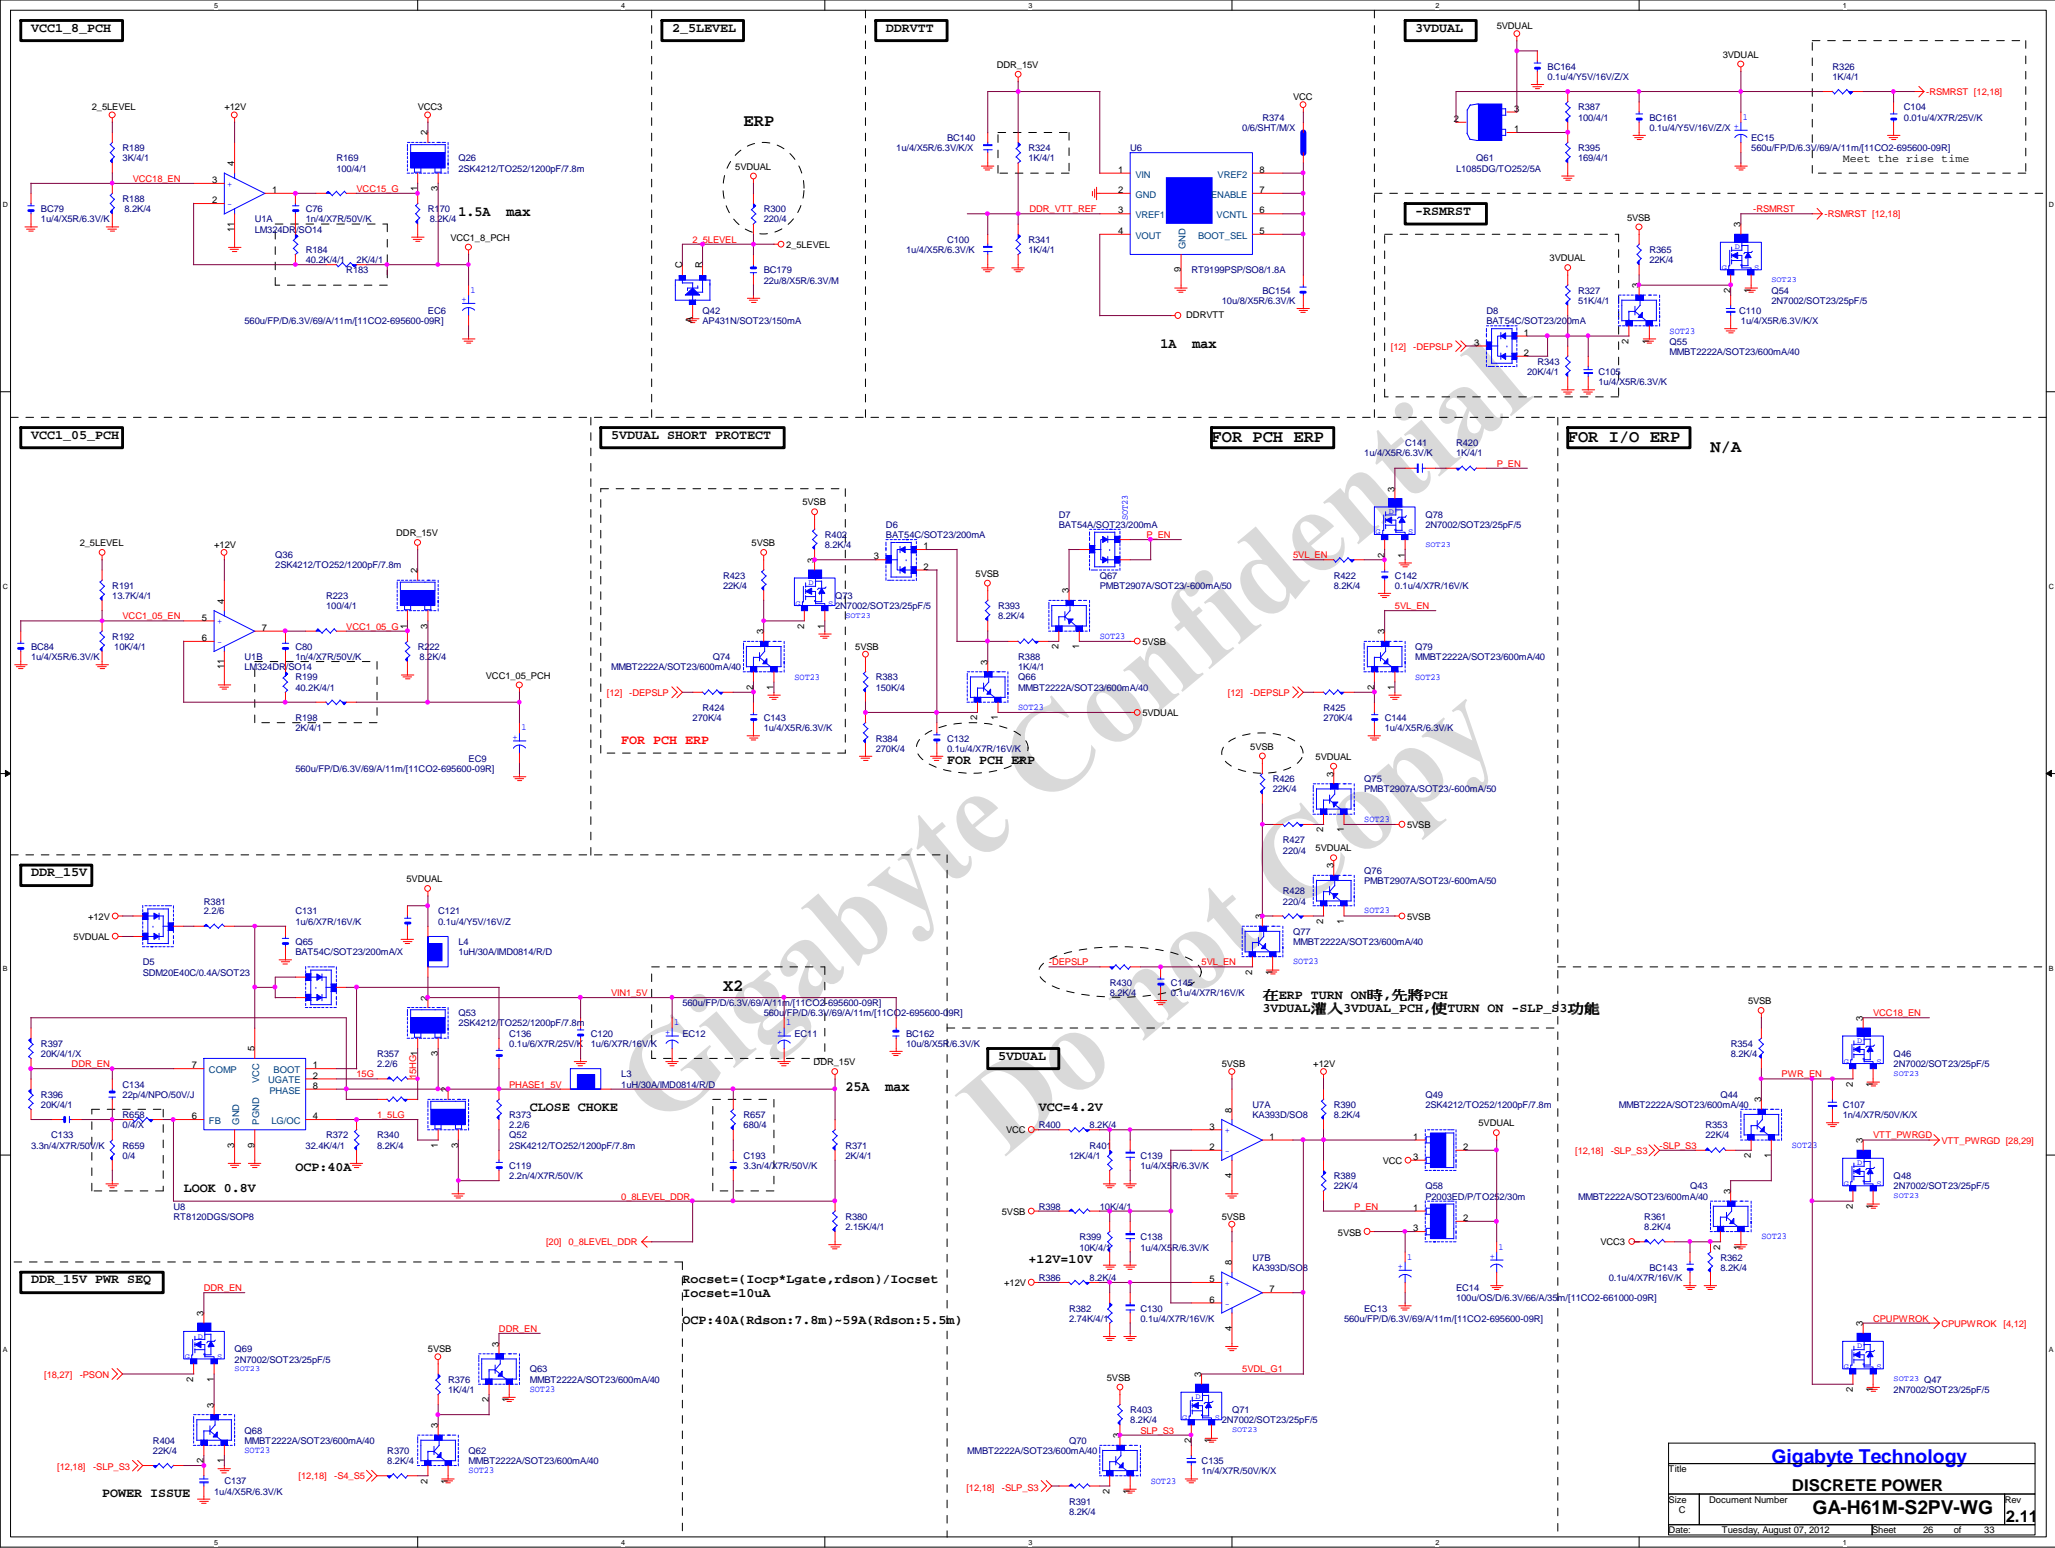 VCC1_8_PCH
2_5LEVEL
+12V
VCC3
R189
3K/4/1
VCC18_EN
R188
8.2K/4
BC79
1u/4/X5R/6.3V/K
U1A
LM324DR/SO14
R169
100/4/1
VCC15_G
C76
1n/4/X7R/50V/K
R184
40.2K/4/1
2K/4/1
R183
Q26
2SK4212/TO252/1200pF/7.8m
R170
8.2K/4
1.5A max
VCC1_8_PCH
EC6
560u/FP/D/6.3V/69/A/11m/[11CO2-695600-09R]
2_5LEVEL
ERP
5VDUAL
R300
220/4
2_5LEVEL
2_5LEVEL
BC179
22u/8/X5R/6.3V/M
Q42
AP431N/SOT23/150mA
DDRVTT
DDR_15V
BC140
1u/4/X5R/6.3V/K/X
R324
1K/4/1
DDR_VTT_REF
C100
1u/4/X5R/6.3V/K
R341
1K/4/1
U6
VIN
GND
VREF1
VOUT
VREF2
ENABLE
VCNTL
BOOT_SEL
GND
RT9199PSP/SO8/1.8A
VCC
R374
0/6/SHT/M/X
BC154
10u/8/X5R/6.3V/K
DDRVTT
1A max
3VDUAL
5VDUAL
BC164
0.1u/4/Y5V/16V/Z/X
Q61
L1085DG/TO252/5A
R387
100/4/1
R395
169/4/1
BC161
0.1u/4/Y5V/16V/Z/X
3VDUAL
EC15
560u/FP/D/6.3V/69/A/11m/[11CO2-695600-09R]
R326
1K/4/1
-RSMRST [12,18]
C104
0.01u/4/X7R/25V/K
Meet the rise time
-RSMRST
5VSB
R365
22K/4
-RSMRST
-RSMRST [12,18]
Q54
2N7002/SOT23/25pF/5
SOT23
C110
1u/4/X5R/6.3V/K/X
3VDUAL
R327
51K/4/1
D8
BAT54C/SOT23/200mA
[12] -DEPSLP
R343
20K/4/1
C105
1u/4/X5R/6.3V/K
SOT23
Q55
MMBT2222A/SOT23/600mA/40
VCC1_05_PCH
2_5LEVEL
+12V
DDR_15V
R191
13.7K/4/1
VCC1_05_EN
R192
10K/4/1
BC84
1u/4/X5R/6.3V/K
U1B
LM324DR/SO14
Q36
2SK4212/TO252/1200pF/7.8m
R223
100/4/1
VCC1_05_G
C80
1n/4/X7R/50V/K
R199
40.2K/4/1
R198
2K/4/1
R222
8.2K/4
VCC1_05_PCH
EC9
560u/FP/D/6.3V/69/A/11m/[11CO2-695600-09R]
5VDUAL SHORT PROTECT
5VSB
R402
8.2K/4
5VSB
R423
22K/4
Q73
2N7002/SOT23/25pF/5
SOT23
Q74
MMBT2222A/SOT23/600mA/40
SOT23
[12] -DEPSLP
R424
270K/4
C143
1u/4/X5R/6.3V/K
FOR PCH ERP
D6
BAT54C/SOT23/200mA
5VSB
R383
150K/4
R384
270K/4
C132
0.1u/4/X7R/16V/K
FOR PCH ERP
5VSB
R393
8.2K/4
R388
1K/4/1
Q66
MMBT2222A/SOT23/600mA/40
SOT23
5VDUAL
5VSB
D7
BAT54A/SOT23/200mA
SOT23
P_EN
Q67
PMBT2907A/SOT23/-600mA/50
SOT23
FOR PCH ERP
C141
1u/4/X5R/6.3V/K
R420
1K/4/1
P_EN
Q78
2N7002/SOT23/25pF/5
SOT23
5VL_EN
R422
8.2K/4
C142
0.1u/4/X7R/16V/K
5VL_EN
Q79
MMBT2222A/SOT23/600mA/40
SOT23
[12] -DEPSLP
R425
270K/4
C144
1u/4/X5R/6.3V/K
5VSB
R426
22K/4
5VDUAL
Q75
PMBT2907A/SOT23/-600mA/50
SOT23
5VSB
R427
220/4
5VDUAL
Q76
PMBT2907A/SOT23/-600mA/50
SOT23
5VSB
R428
220/4
Q77
MMBT2222A/SOT23/600mA/40
SOT23
-DEPSLP
R430
8.2K/4
C145
0.1u/4/X7R/16V/K
5VL_EN
在ERP TURN ON時,先將PCH
3VDUAL灌入3VDUAL_PCH,使TURN ON -SLP_S3功能
FOR I/O ERP
N/A
DDR_15V
+12V
5VDUAL
D5
SDM20E40C/0.4A/SOT23
R381
2.2/6
C131
1u/6/X7R/16V/K
Q65
BAT54C/SOT23/200mA/X
5VDUAL
C121
0.1u/4/Y5V/16V/Z
L4
1uH/30A/IMD0814/R/D
VIN1_5V
X2
560u/FP/D/6.3V/69/A/11m/[11CO2-695600-09R]
560u/FP/D/6.3V/69/A/11m/[11CO2-695600-09R]
EC12
EC11
BC162
10u/8/X5R/6.3V/K
Q53
2SK4212/TO252/1200pF/7.8m
C136
0.1u/6/X7R/25V/K
C120
1u/6/X7R/16V/K
R397
20K/4/1/X
DDR_EN
R396
20K/4/1
C134
22p/4/NPO/50V/J
R658
0/4/X
C133
3.3n/4/X7R/50V/K
R659
0/4
COMP
FB
VCC
GND
PGND
BOOT
UGATE
PHASE
LG/OC
U8
RT8120DGS/SOP8
LOOK 0.8V
R357
2.2/6
15G
15HG
1_5LG
R372
32.4K/4/1
R340
8.2K/4
OCP:40A
PHASE1_5V
L3
1uH/30A/IMD0814/R/D
CLOSE CHOKE
R373
2.2/6
Q52
2SK4212/TO252/1200pF/7.8m
C119
2.2n/4/X7R/50V/K
R657
680/4
C193
3.3n/4/X7R/50V/K
DDR_15V
25A max
R371
2K/4/1
0_8LEVEL_DDR
R380
2.15K/4/1
[20] 0_8LEVEL_DDR
DDR_15V PWR SEQ
DDR_EN
Q69
2N7002/SOT23/25pF/5
SOT23
[18,27] -PSON
Q68
MMBT2222A/SOT23/600mA/40
SOT23
R404
22K/4
[12,18] -SLP_S3
C137
1u/4/X5R/6.3V/K
POWER ISSUE
5VSB
R376
1K/4/1
DDR_EN
Q63
MMBT2222A/SOT23/600mA/40
SOT23
R370
8.2K/4
[12,18] -S4_S5
Q62
MMBT2222A/SOT23/600mA/40
SOT23
Rocset=(Iocp*Lgate,rdson)/Iocset
Iocset=10uA
OCP:40A(Rdson:7.8m)~59A(Rdson:5.5m)
5VDUAL
VCC=4.2V
VCC
R400
8.2K/4
R401
12K/4/1
C139
1u/4/X5R/6.3V/K
5VSB
R398
10K/4/1
R399
10K/4/1
C138
1u/4/X5R/6.3V/K
+12V=10V
+12V
R386
8.2K/4
R382
2.74K/4/1
C130
0.1u/4/X7R/16V/K
5VSB
U7A
KA393D/SO8
5VSB
U7B
KA393D/SO8
+12V
R390
8.2K/4
R389
22K/4
Q49
2SK4212/TO252/1200pF/7.8m
5VDUAL
VCC
Q58
P2003ED/P/TO252/30m
P_EN
5VSB
EC14
100u/OS/D/6.3V/66/A/35m/[11CO2-661000-09R]
EC13
560u/FP/D/6.3V/69/A/11m/[11CO2-695600-09R]
5VDL_G1
5VSB
R403
8.2K/4
SLP_S3
Q71
2N7002/SOT23/25pF/5
SOT23
Q70
MMBT2222A/SOT23/600mA/40
SOT23
C135
1n/4/X7R/50V/K/X
[12,18] -SLP_S3
R391
8.2K/4
5VSB
R354
8.2K/4
VCC18_EN
Q46
2N7002/SOT23/25pF/5
SOT23
PWR_EN
Q44
MMBT2222A/SOT23/600mA/40
SOT23
C107
1n/4/X7R/50V/K/X
R353
22K/4
[12,18] -SLP_S3
VTT_PWRGD
VTT_PWRGD [28,29]
Q48
2N7002/SOT23/25pF/5
SOT23
Q43
MMBT2222A/SOT23/600mA/40
SOT23
R361
8.2K/4
VCC3
BC143
0.1u/4/X7R/16V/K
R362
8.2K/4
CPUPWROK
CPUPWROK [4,12]
SOT23 Q47
2N7002/SOT23/25pF/5
Gigabyte Confidential
Do not Copy
Gigabyte Technology
Title
DISCRETE POWER
Size
C
Document Number
GA-H61M-S2PV-WG
Rev
2.11
Date: Tuesday, August 07, 2012
Sheet 26 of 33